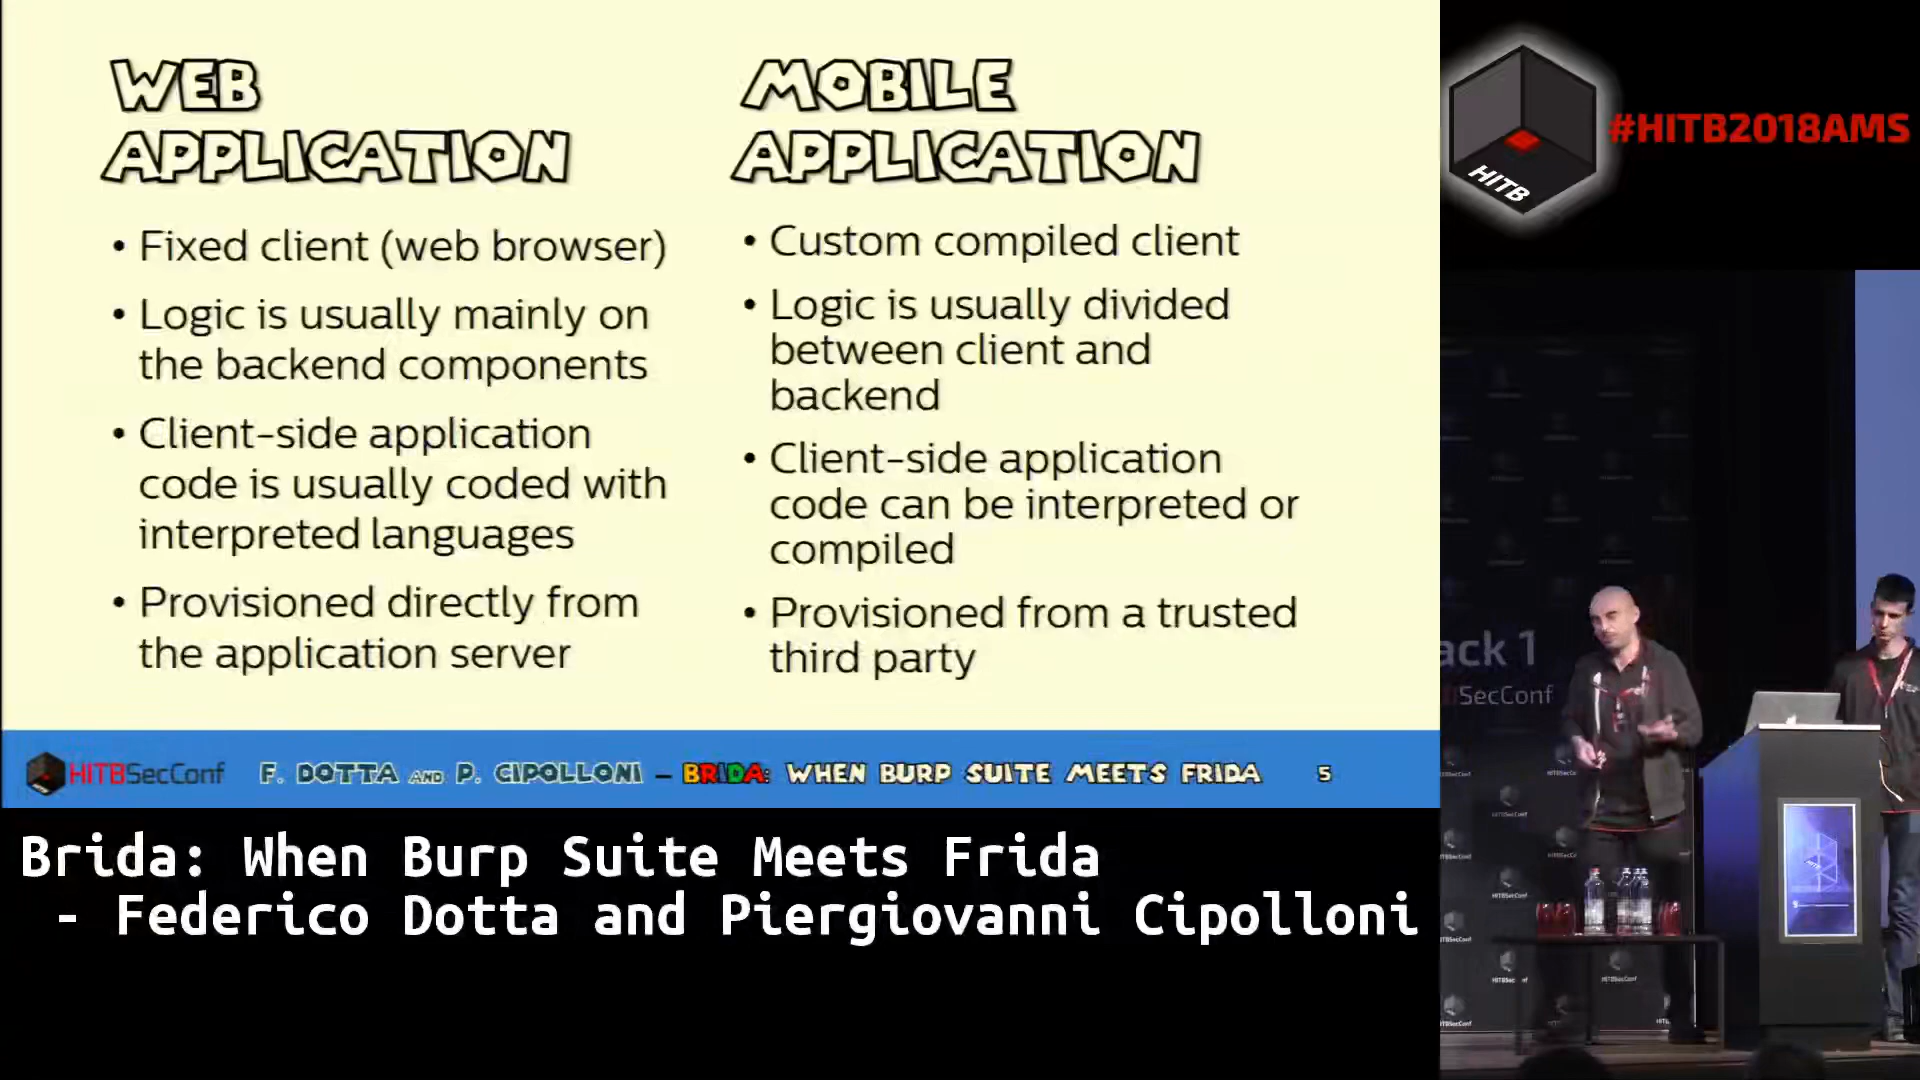 WEB
APPLICATION
• Fixed client (web browser)
• Logic is usually mainly on
the backend components
• Client-side application
code is usually coded with
interpreted languages
• Provisioned directly from
the application server
MOBILE
APPLICATION
• Custom compiled client
• Logic is usually divided
between client and
backend
• Client-side application
code can be interpreted or
compiled
• Provisioned from a trusted
third party
HITBSecConf
F. DOTTA AND P. CIPOLLONI – BRIDA: WHEN BURP SUITE MEETS FRIDA
5
Brida: When Burp Suite Meets Frida
- Federico Dotta and Piergiovanni Cipolloni
HITB
#HITB2018AMS
ack 1
SecConf